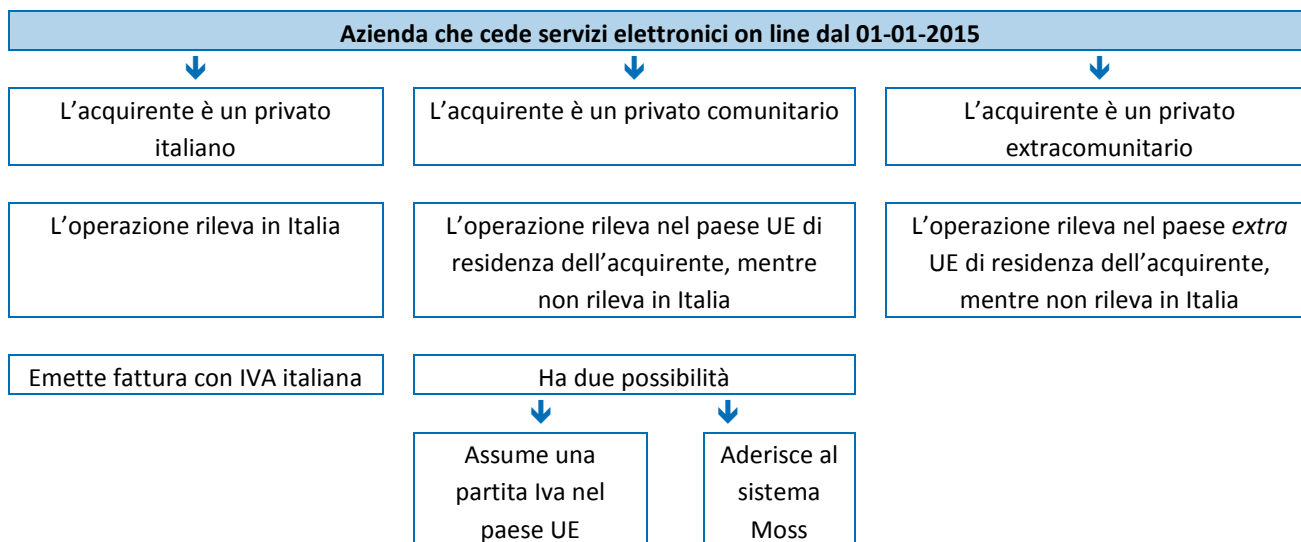 Azienda che cede servizi elettronici on line dal 01-01-2015
L'acquirente è un privato
italiano
L'acquirente è un privato comunitario
L'acquirente è un privato
extracomunitario
L'operazione rileva in Italia
L'operazione rileva nel paese UE di
residenza dell'acquirente, mentre
non rileva in Italia
L'operazione rileva nel paese extra
UE di residenza dell'acquirente,
mentre non rileva in Italia
Emette fattura con IVA italiana
Ha due possibilità
Assume una
partita Iva nel
paese UE
Aderisce al
sistema
Moss